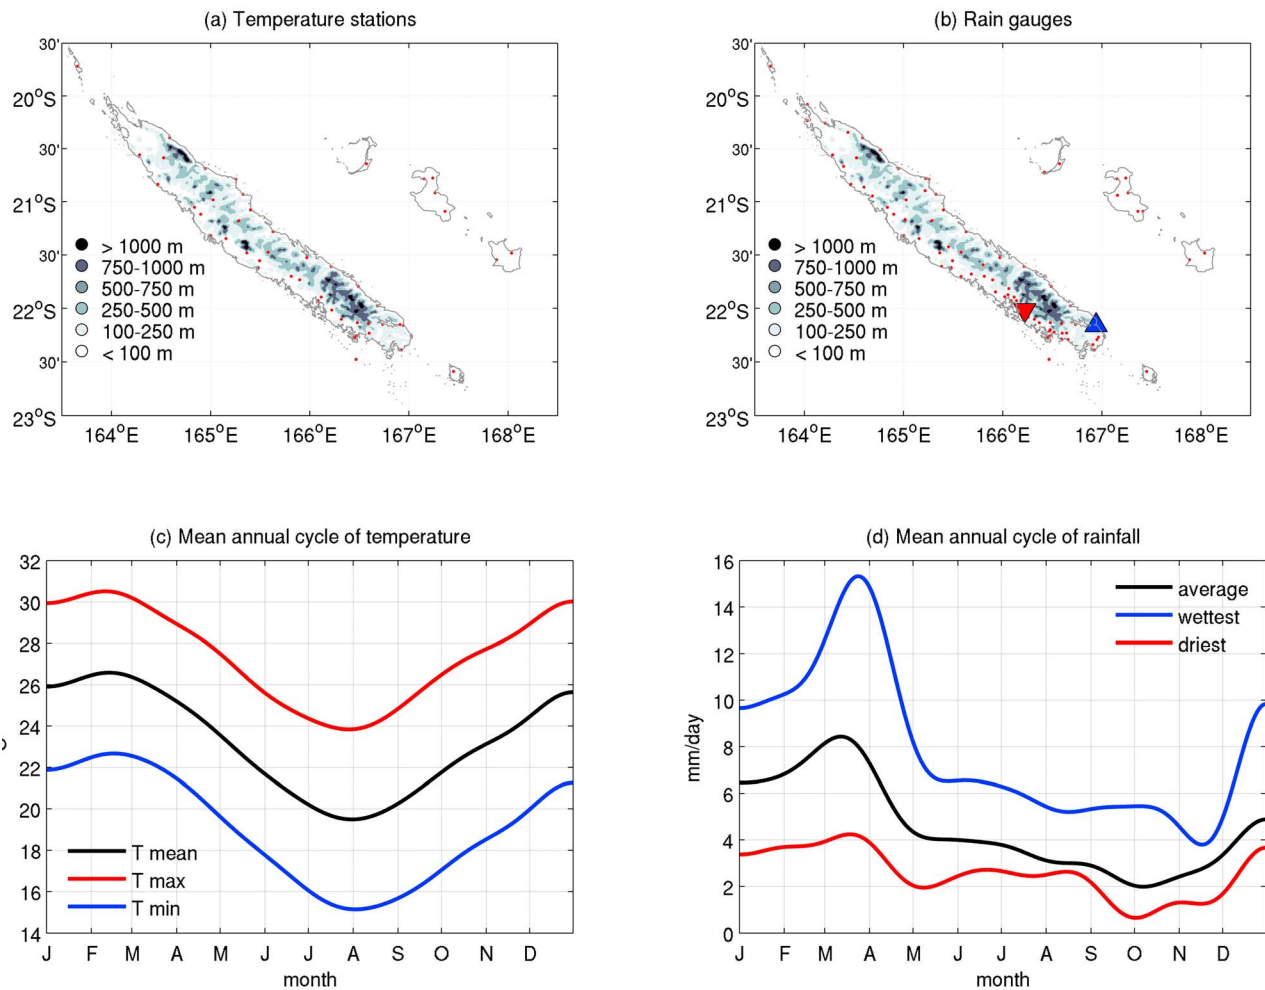 (a) Temperature stations
30'
20°S
30'
21°S
30'
22°S
30'
23°S
> 1000 m
750-1000 m
500-750 m
250-500 m
100-250 m
< 100 m
164°E 165°E 166°E 167°E 168°E
(b) Rain gauges
30'
20°S
30'
21°S
30'
22°S
30'
23°S
> 1000 m
750-1000 m
500-750 m
250-500 m
100-250 m
< 100 m
164°E 165°E 166°E 167°E 168°E
(c) Mean annual cycle of temperature
32
30
28
26
24
22
20
18
16
14
T mean
T max
T min
J F M A M J J A S O N D
month
(d) Mean annual cycle of rainfall
mm/day
16
14
12
10
8
6
4
2
0
average
wettest
driest
J F M A M J J A S O N D
month